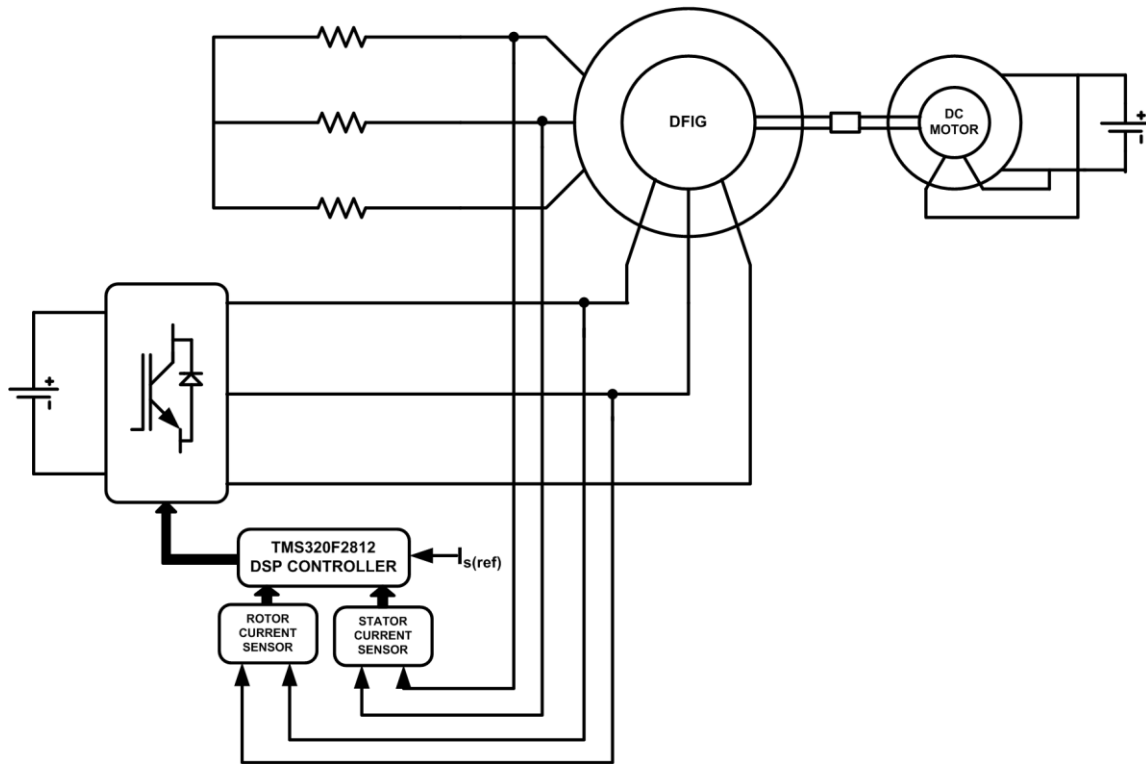 DFIG
DC
MOTOR
+
-
+
-
TMS320F2812
DSP CONTROLLER
Is(ref)
ROTOR
CURRENT
SENSOR
STATOR
CURRENT
SENSOR